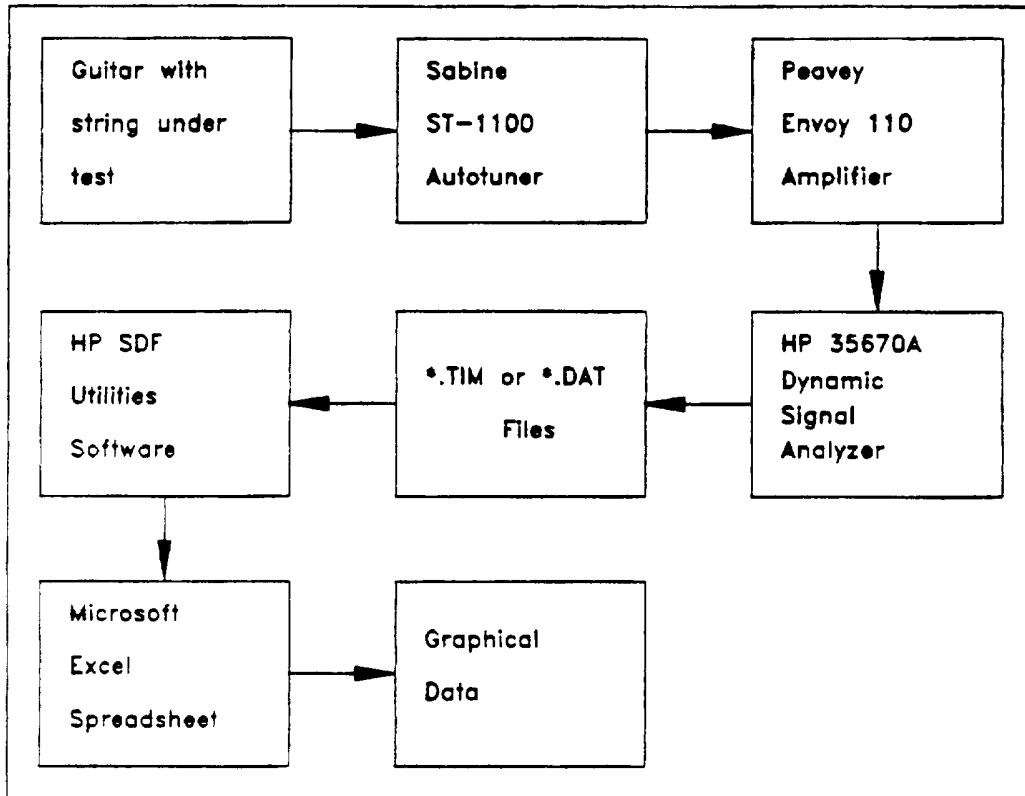 Guitar with
string under
test
Sabine
ST-1100
Autotuner
Peavey
Envoy 110
Amplifier
HP SDF
Utilities
Software
*.TIM or *.DAT
Files
HP 35670A
Dynamic
Signal
Analyzer
Microsoft
Excel
Spreadsheet
Graphical
Data